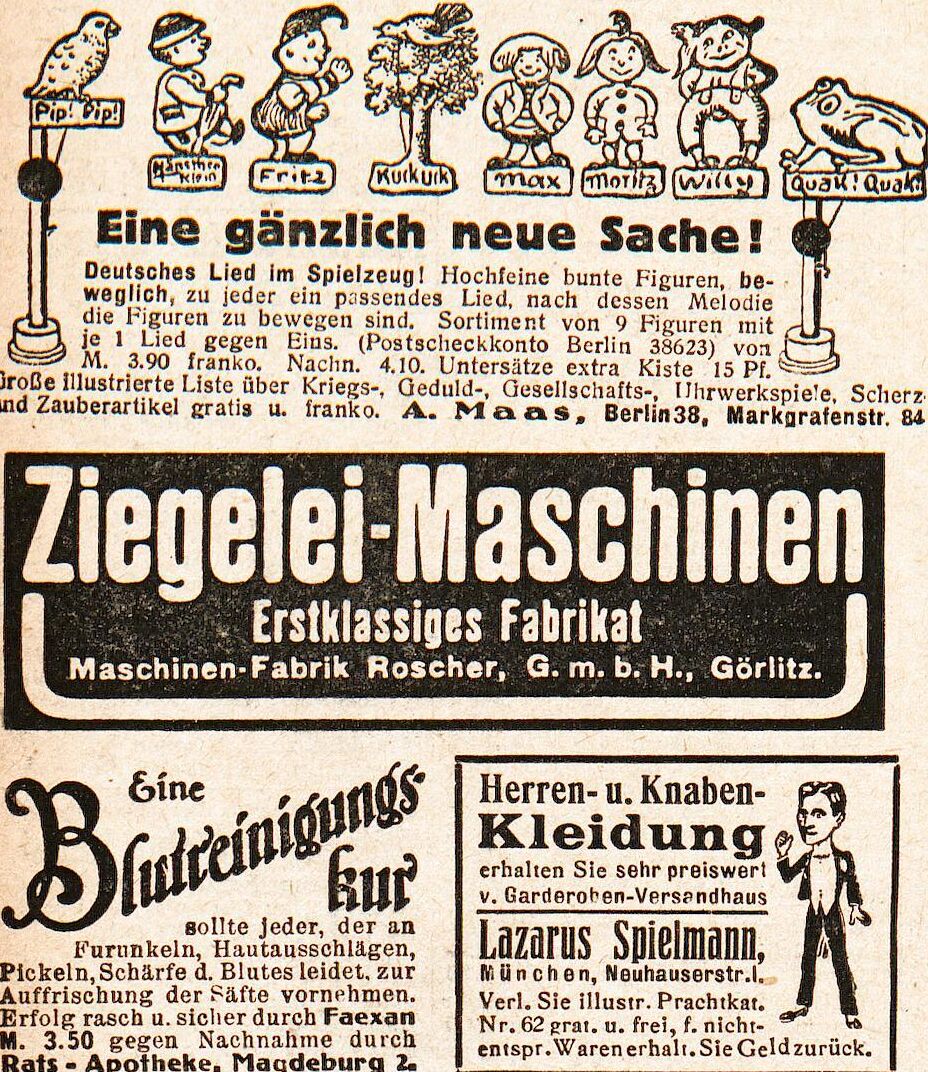 Pip! Pip!
Hänschen
Klein
Fritz
Kuckuck
Max
Moritz
Willy
Quak! Quak!
Eine gänzlich neue Sache!
Deutsches Lied im Spielzeug! Hochfeine bunte Figuren, be-
weglich, zu jeder ein passendes Lied, nach dessen Melodie
die Figuren zu bewegen sind. Sortiment von 9 Figuren mit
je 1 Lied gegen Eins. (Postscheckkonto Berlin 38623) von
M. 3.90 franko. Nachn. 4.10. Untersätze extra Kiste 15 Pf.
Große illustrierte Liste über Kriegs-, Geduld-, Gesellschafts-, Uhrwerkspiele, Scherz-
und Zauberartikel gratis u. franko. A. Maas, Berlin 38, Markgrafenstr. 84
Ziegelei-Maschinen
Erstklassiges Fabrikat
Maschinen-Fabrik Roscher, G. m. b. H., Görlitz.
Eine
Blutreinigungs
kur
sollte jeder, der an
Furunkeln, Hautausschlägen,
Pickeln, Schärfe d. Blutes leidet, zur
Auffrischung der Säfte vornehmen.
Erfolg rasch u. sicher durch Faexan
M. 3.50 gegen Nachnahme durch
Rats-Apotheke, Magdeburg 2.
Herren- u. Knaben-
Kleidung
erhalten Sie sehr preiswert
v. Garderoben-Versandhaus
Lazarus Spielmann,
München, Neuhauserstr. 1.
Verl. Sie illustr. Prachtkat.
Nr. 62 grat. u. frei, f. nicht-
entspr. Waren erhalt. Sie Geld zurück.